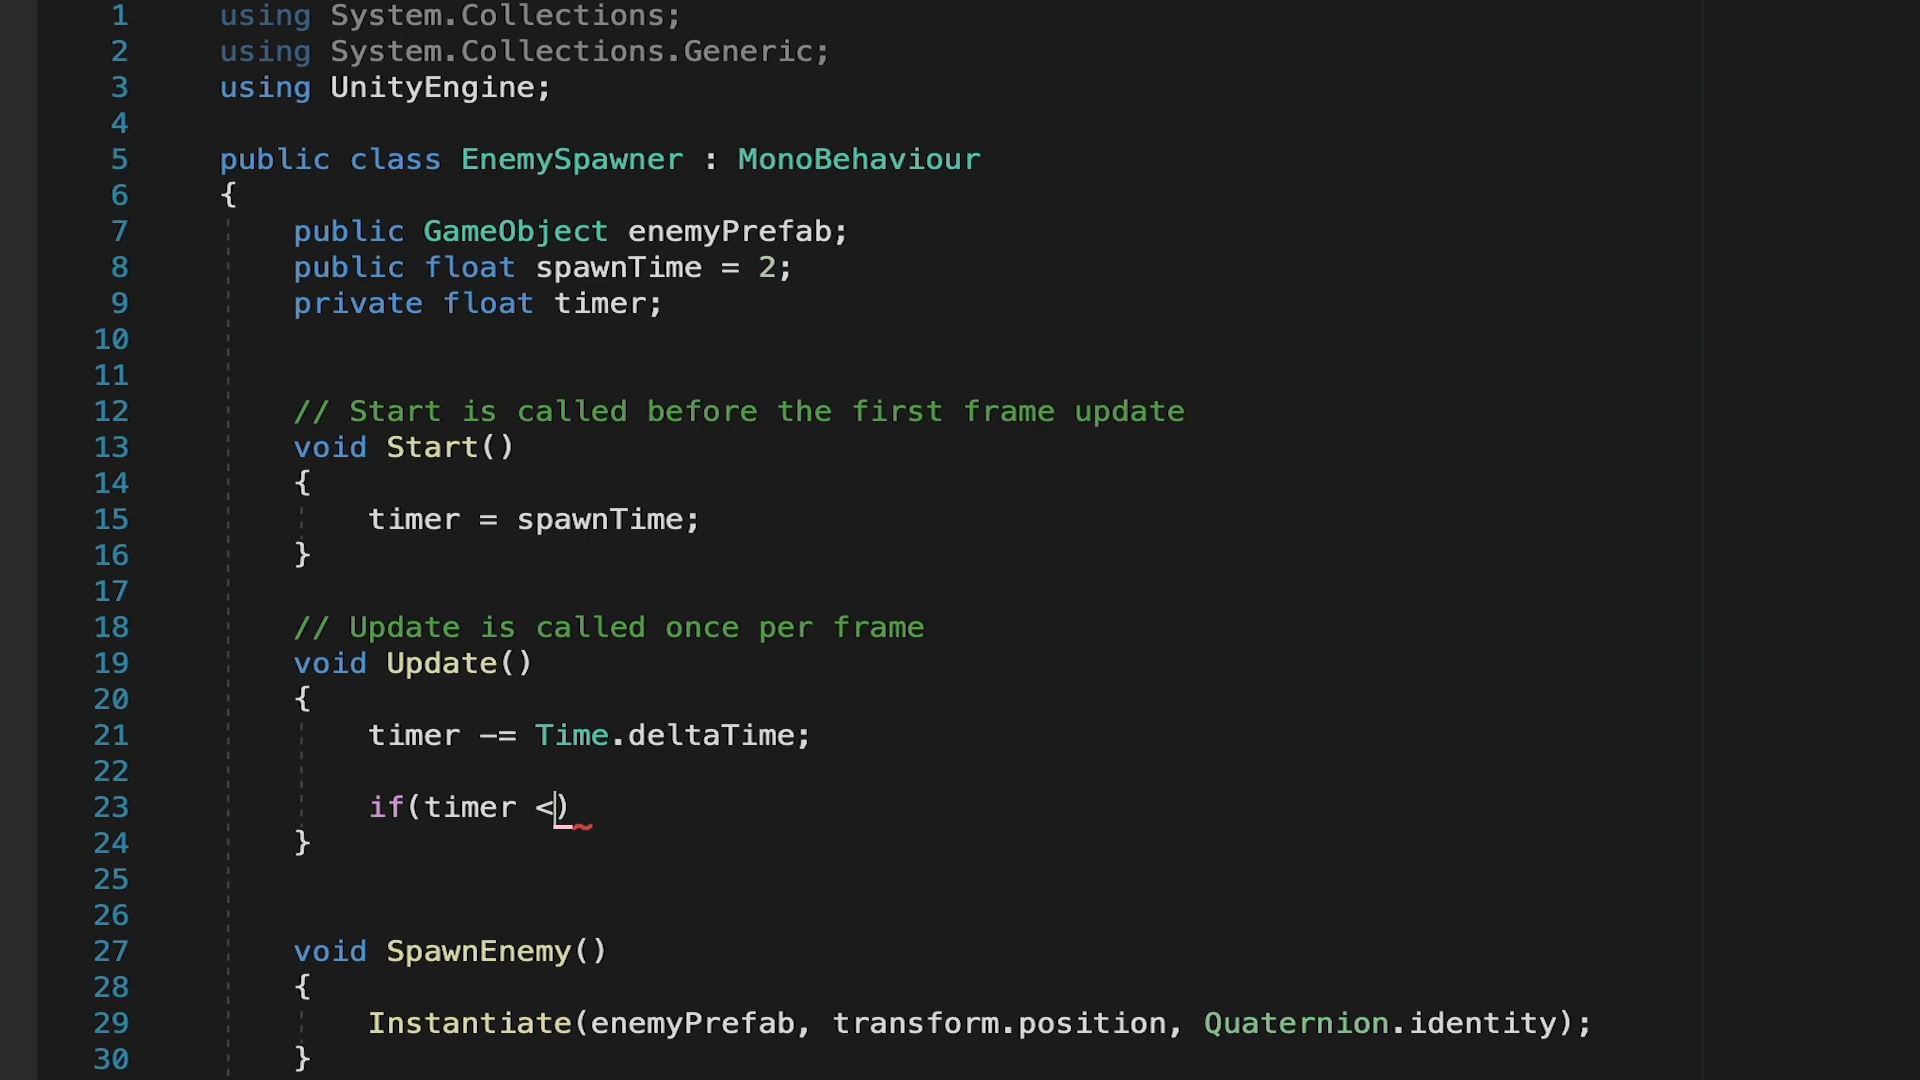 1 using System.Collections;
2 using System.Collections.Generic;
3 using UnityEngine;
4
5 public class EnemySpawner : MonoBehaviour
6 {
7 public GameObject enemyPrefab;
8 public float spawnTime = 2;
9 private float timer;
10
11
12 // Start is called before the first frame update
13 void Start()
14 {
15 timer = spawnTime;
16 }
17
18 // Update is called once per frame
19 void Update()
20 {
21 timer -= Time.deltaTime;
22
23 if(timer <)
24 }
25
26
27 void SpawnEnemy()
28 {
29 Instantiate(enemyPrefab, transform.position, Quaternion.identity);
30 }